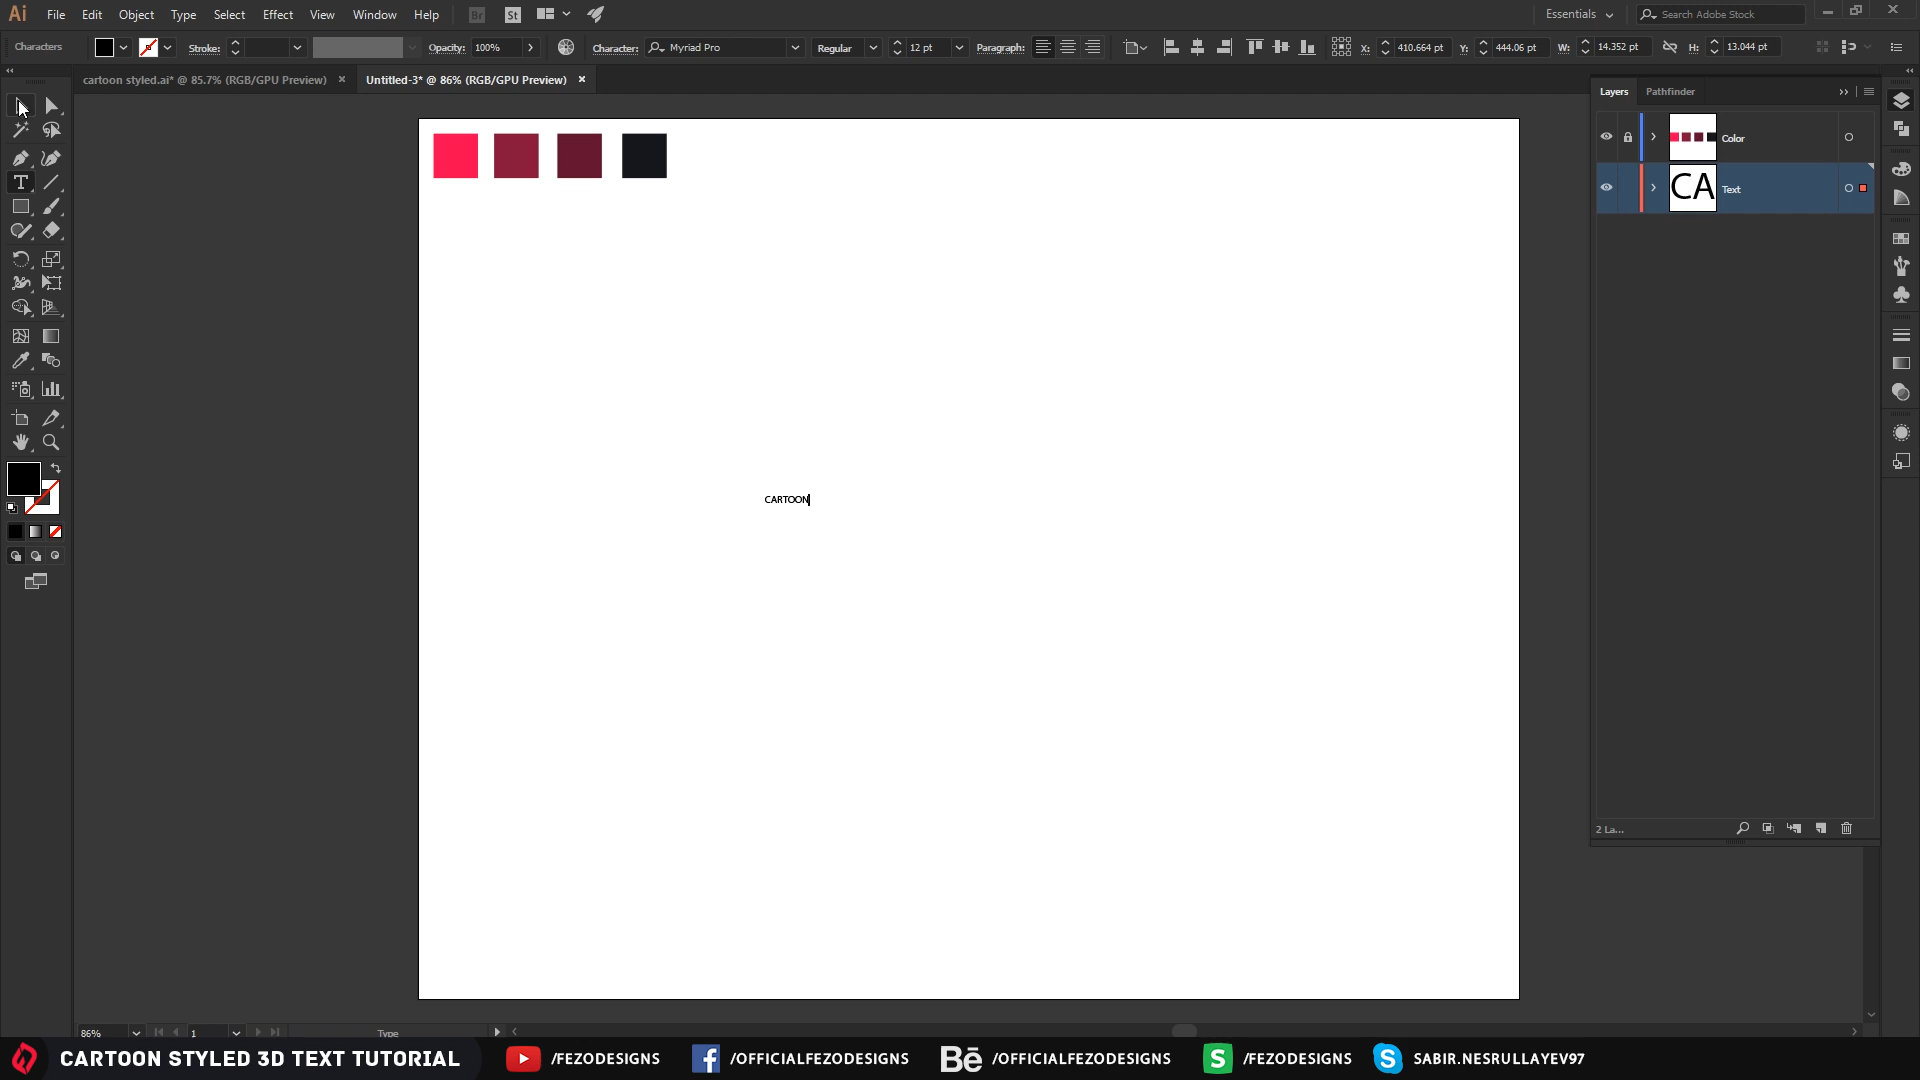 Ai File Edit Object Type Select Effect View Window Help Br St Essentials Search Adobe Stock
Characters Stroke: Opacity: 100% Character: Myriad Pro Regular 12 pt Paragraph: X: 410.664 pt Y: 444.06 pt W: 14.352 pt H: 13.044 pt
cartoon styled.ai* @ 85.7% (RGB/GPU Preview) Untitled-3* @ 86% (RGB/GPU Preview)
Layers Pathfinder
Color
CA Text
CARTOON
2 La...
86% 1 Type
CARTOON STYLED 3D TEXT TUTORIAL /FEZODESIGNS /OFFICIALFEZODESIGNS Bē /OFFICIALFEZODESIGNS S /FEZODESIGNS S SABIR.NESRULLAYEV97